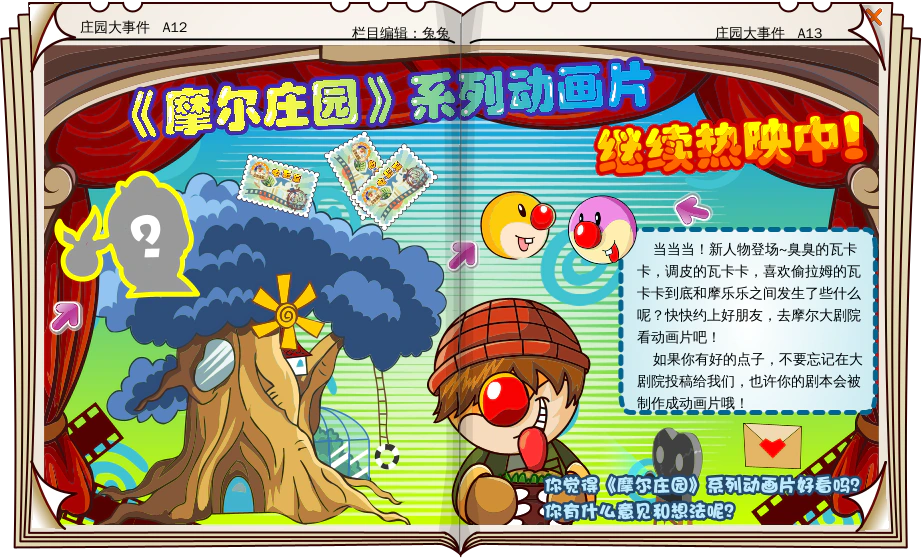 庄园大事件 A12
栏目编辑：兔兔
庄园大事件 A13
《摩尔庄园》系列动画片
继续热映中！
?
当当当！新人物登场~臭臭的瓦卡
卡，调皮的瓦卡卡，喜欢偷拉姆的瓦
卡卡到底和摩乐乐之间发生了些什么
呢？快快约上好朋友，去摩尔大剧院
看动画片吧！
如果你有好的点子，不要忘记在大
剧院投稿给我们，也许你的剧本会被
制作成动画片哦！
你觉得《摩尔庄园》系列动画片好看吗？
你有什么意见和想法呢？